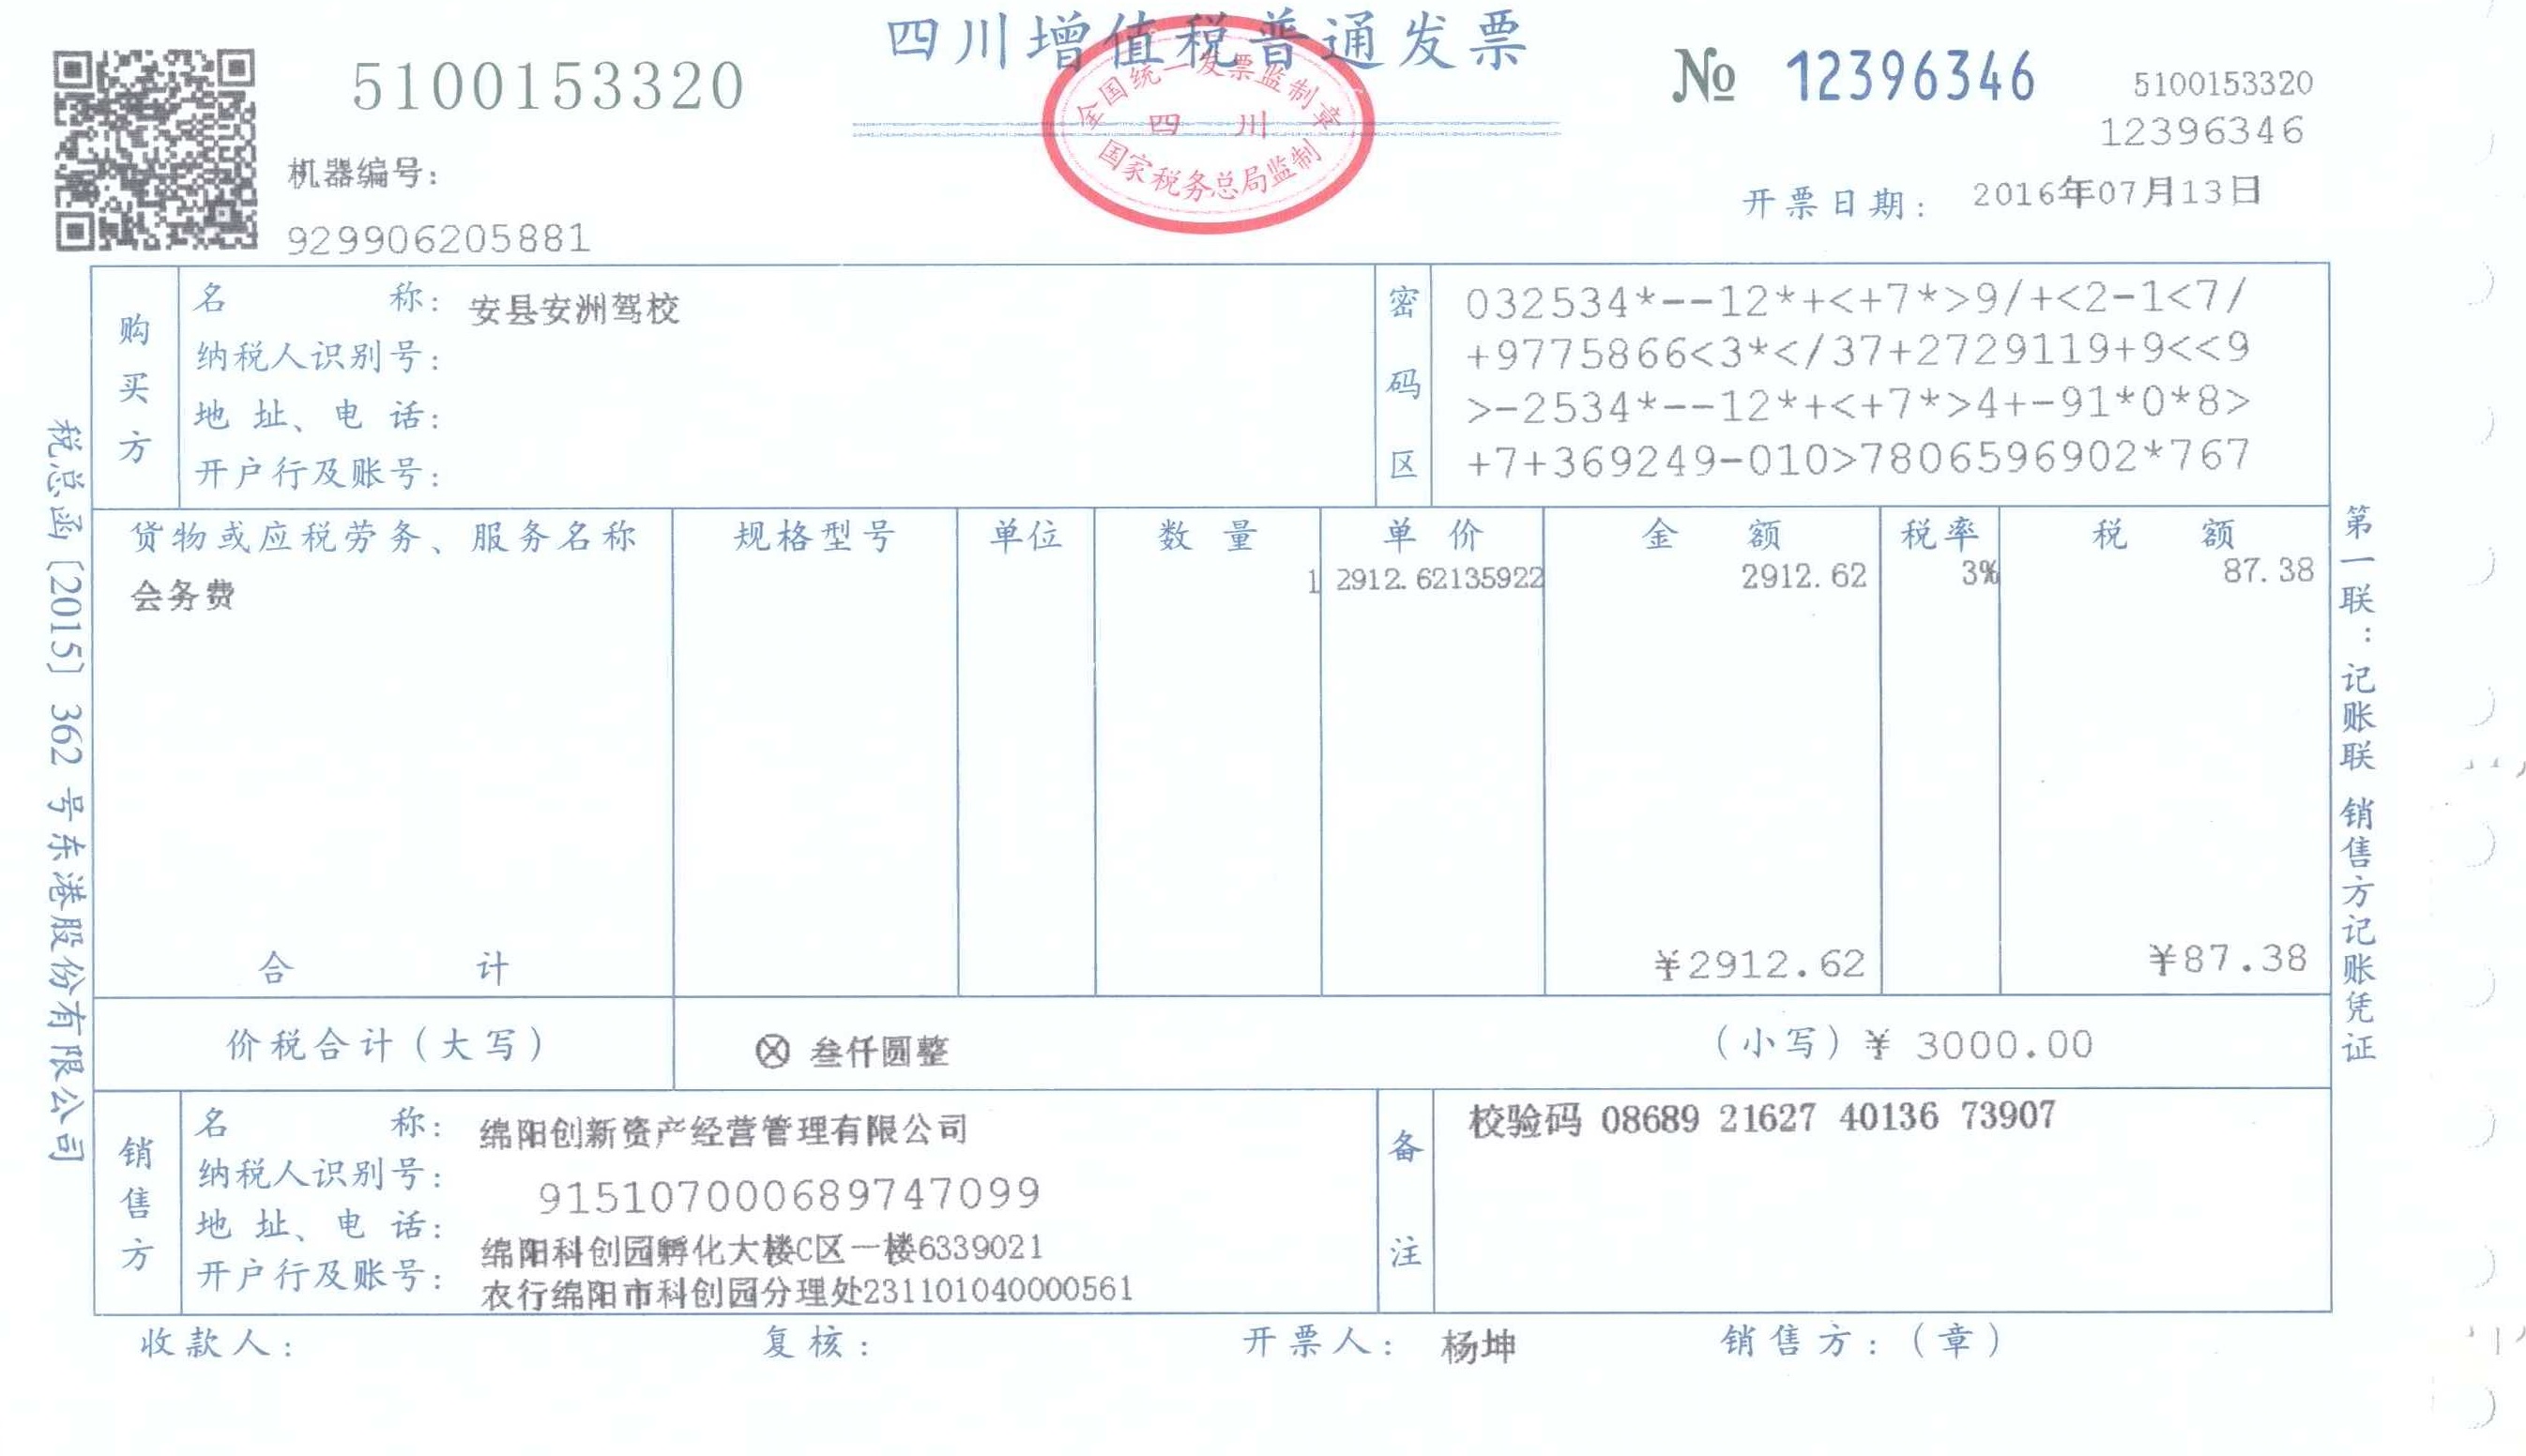 四川增值税普通发票
全国统一发票监制章
四 川
国家税务总局监制
5100153320
№ 12396346
5100153320
12396346
机器编号：
929906205881
开票日期： 2016年07月13日
购买方
名 称： 安县安洲驾校
纳税人识别号：
地 址、电 话：
开户行及账号：
密码区
032534*--12*+<+7*>9/+<2-1<7/
+9775866<3*</37+2729119+9<<9
>-2534*--12*+<+7*>4+-91*0*8>
+7+369249-010>7806596902*767
货物或应税劳务、服务名称 规格型号 单位 数 量 单 价 金 额 税率 税 额
会务费 1 2912.62135922 2912.62 3% 87.38
合 计 ¥2912.62 ¥87.38
价税合计（大写） ⊗ 叁仟圆整 （小写）¥ 3000.00
销售方
名 称： 绵阳创新资产经营管理有限公司
纳税人识别号： 915107000689747099
地 址、电 话： 绵阳科创园孵化大楼C区一楼6339021
开户行及账号： 农行绵阳市科创园分理处231101040000561
备注
校验码 08689 21627 40136 73907
收款人： 复核： 开票人： 杨坤 销售方：（章）
税总函〔2015〕362 号东港股份有限公司
第一联：记账联 销售方记账凭证